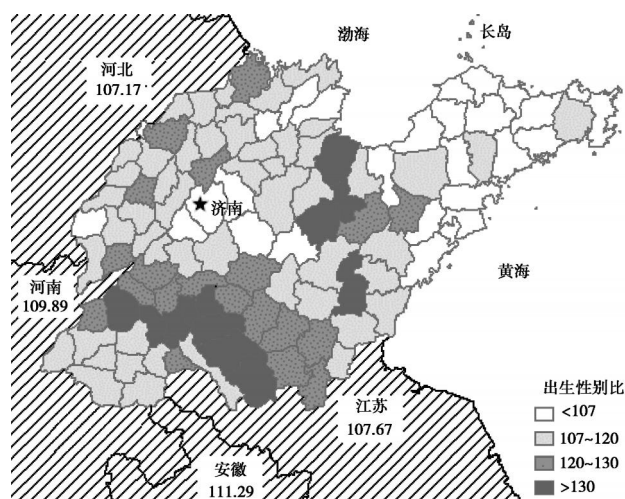 渤海
长岛
河北
107.17
★济南
黄海
河南
109.89
江苏
107.67
安徽
111.29
出生性别比
<107
107~120
120~130
>130